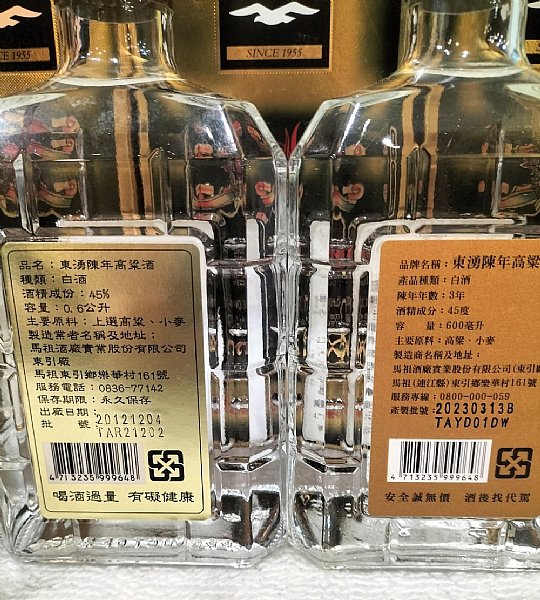 SINCE 1955
SINCE 1955
品名：東湧陳年高粱酒
種類：白酒
酒精成份：45%
容量：0.6公升
主要原料：上選高粱、小麥
製造業者名稱及地址：
馬祖酒廠實業股份有限公司
東引廠
馬祖東引鄉樂華村161號
服務電話：0836-77142
保存期限：永久保存
出廠日期：20121204
批 號 TAR21202
4 713235 999648
喝酒過量 有礙健康
品牌名稱：東湧陳年高粱
產品種類：白酒
陳年年數：3年
酒精成分：45度
容 量：600毫升
主要原料：高粱、小麥
製造商名稱及地址：
馬祖酒廠實業股份有限公司(東引
馬祖(連江縣)東引鄉樂華村161號
服務專線：0800-000-059
產製批號：20230313B
TAYD01DW
4 713235 999648
安全誠無價 酒後找代駕